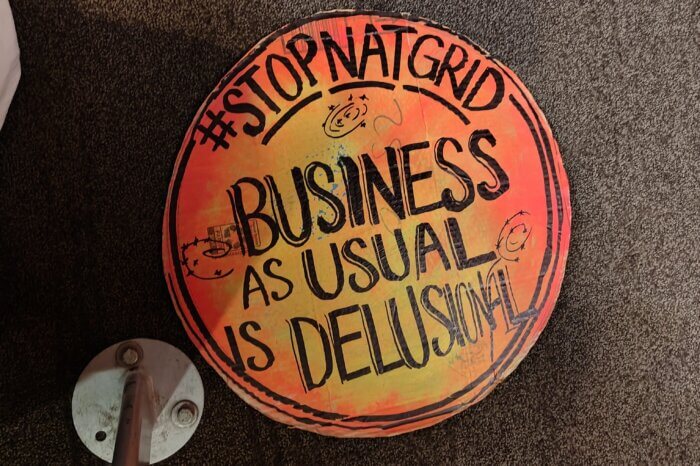 #STOPNATGRID
BUSINESS
AS USUAL
IS DELUSIONAL